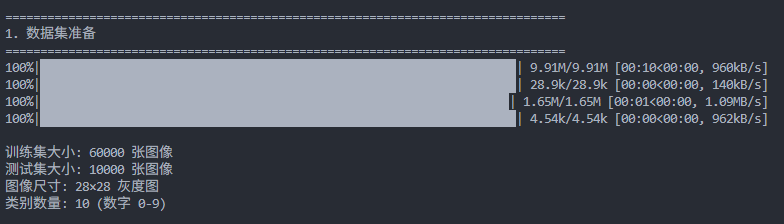 ================================================================================
1. 数据集准备
================================================================================
100%|██████████| 9.91M/9.91M [00:10<00:00, 960kB/s]
100%|██████████| 28.9k/28.9k [00:00<00:00, 140kB/s]
100%|██████████| 1.65M/1.65M [00:01<00:00, 1.09MB/s]
100%|██████████| 4.54k/4.54k [00:00<00:00, 962kB/s]
训练集大小: 60000 张图像
测试集大小: 10000 张图像
图像尺寸: 28×28 灰度图
类别数量: 10 (数字 0-9)